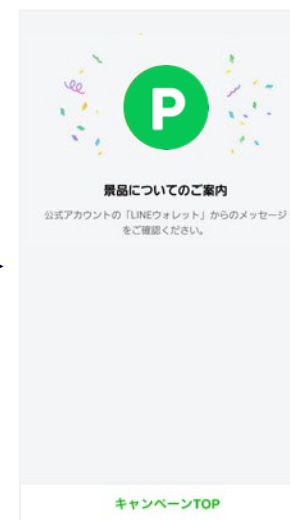 P
景品についてのご案内
公式アカウントの「LINEウォレット」からのメッセージ
をご確認ください。
キャンペーンTOP